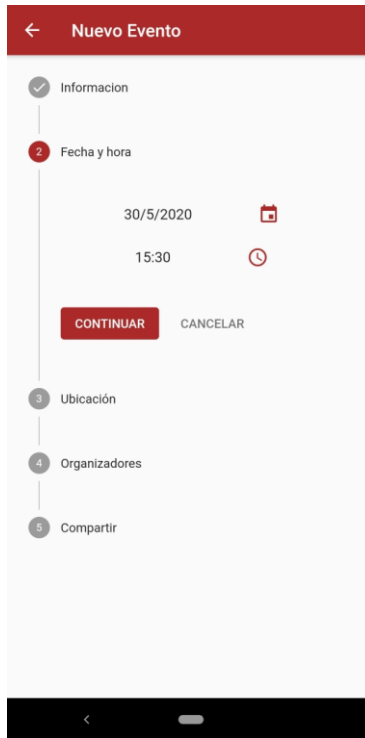 Nuevo Evento
Informacion
2 Fecha y hora
30/5/2020
15:30
CONTINUAR CANCELAR
3 Ubicación
4 Organizadores
5 Compartir